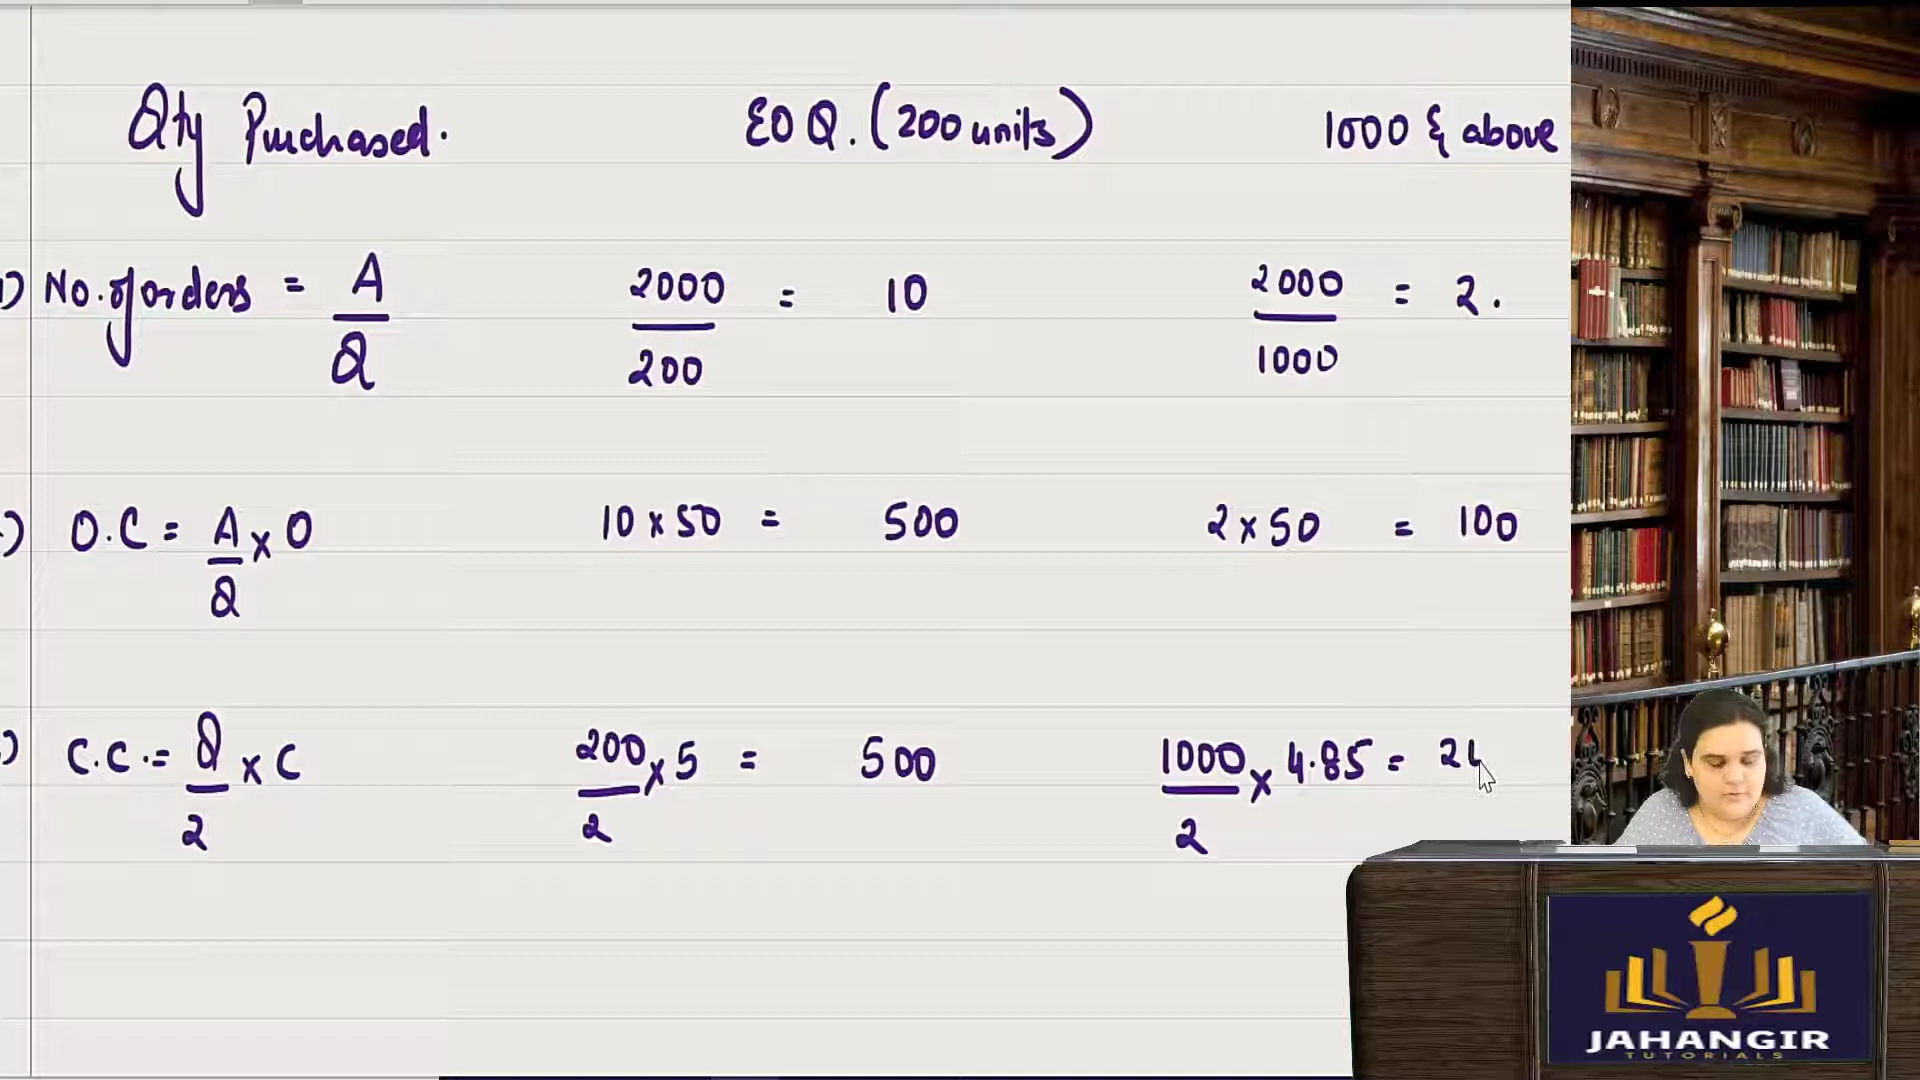 Qty Purchased. EOQ. (200 units) 1000 & above
1) No. of orders = A/Q 2000/200 = 10 2000/1000 = 2.
) O.C = A/Q x O 10 x 50 = 500 2 x 50 = 100
) C.C. = Q/2 x C 200/2 x 5 = 500 1000/2 x 4.85 = 24
JAHANGIR
TUTORIALS